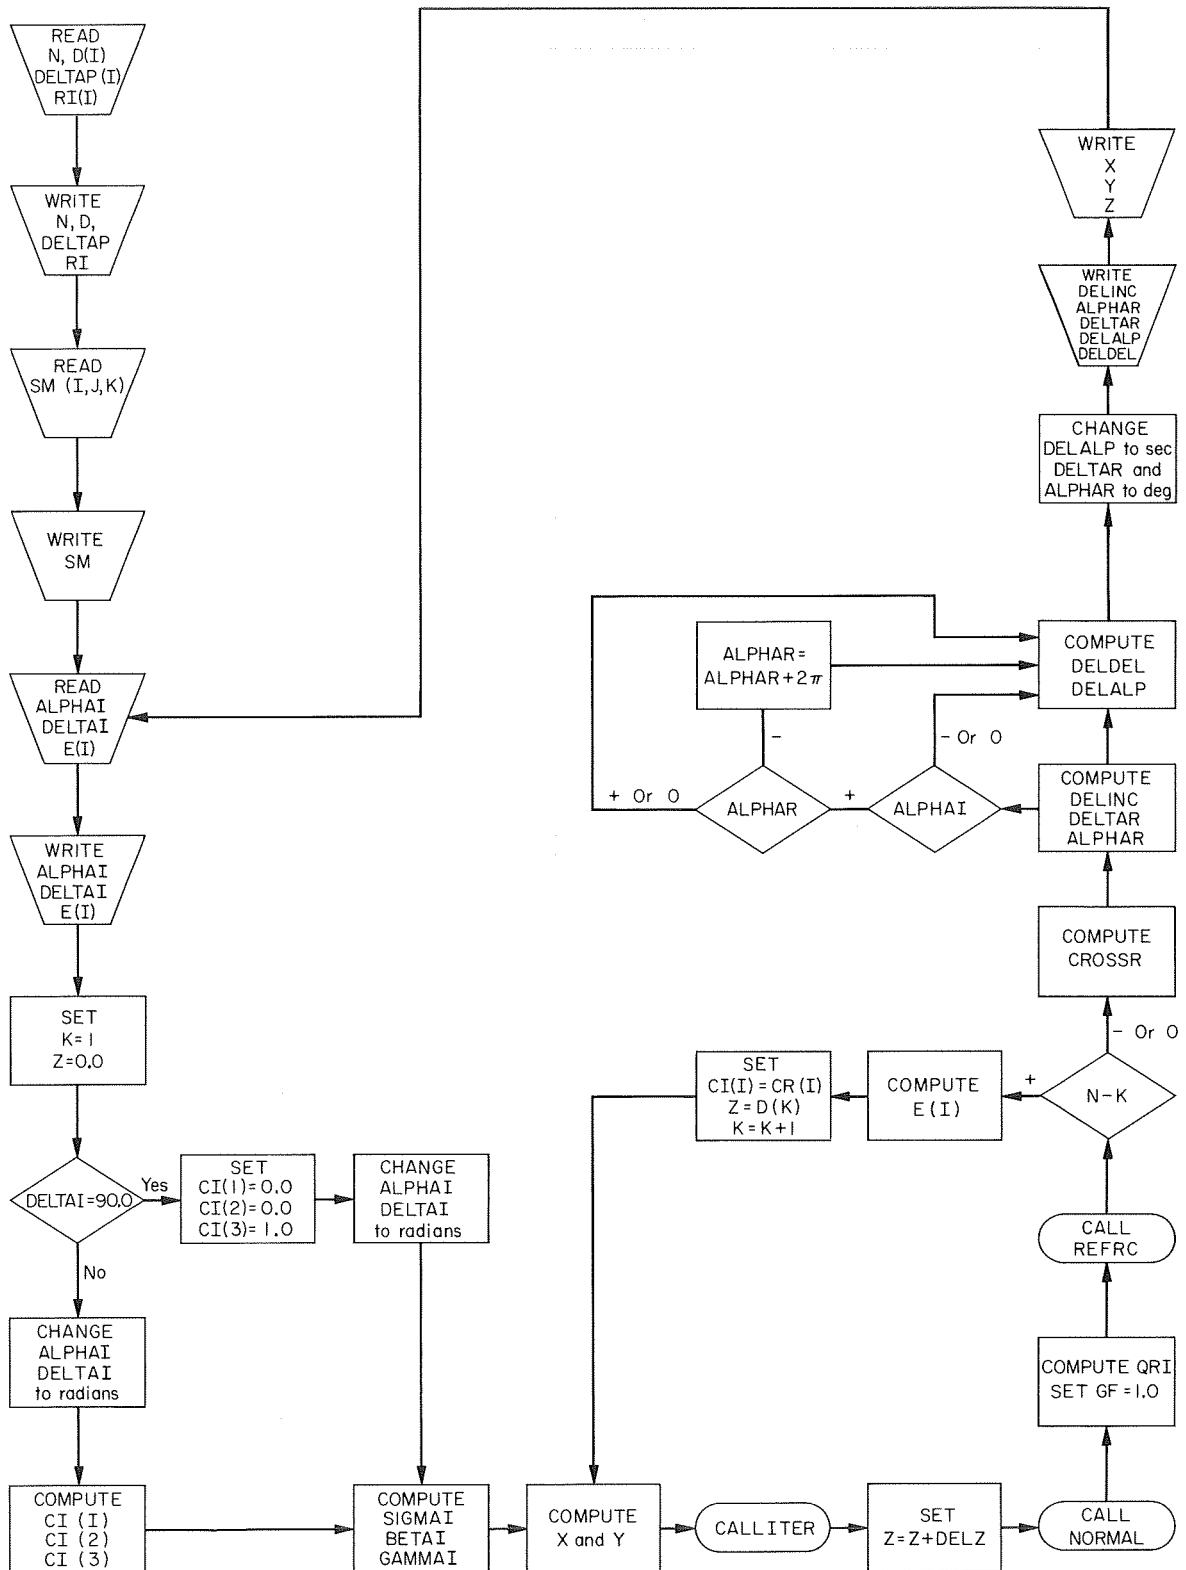 READ
N, D(I)
DELTAP (I)
RI(I)
WRITE
N, D,
DELTAP
RI
READ
SM (I,J,K)
WRITE
SM
READ
ALPHAI
DELTAI
E(I)
WRITE
ALPHAI
DELTAI
E(I)
SET
K=1
Z=0.0
DELTAI=90.0
Yes
No
SET
CI(1)=0.0
CI(2)=0.0
CI(3)=1.0
CHANGE
ALPHAI
DELTAI
to radians
CHANGE
ALPHAI
DELTAI
to radians
COMPUTE
CI (I)
CI (2)
CI (3)
COMPUTE
SIGMAI
BETAI
GAMMAI
COMPUTE
X and Y
CALLITER
SET
Z=Z+DELZ
CALL
NORMAL
COMPUTE QRI
SET GF=1.0
CALL
REFRC
N-K
+
- Or 0
COMPUTE
E(I)
SET
CI(I)=CR(I)
Z=D(K)
K=K+1
COMPUTE
CROSSR
COMPUTE
DELINC
DELTAR
ALPHAR
ALPHAI
- Or 0
+
ALPHAR
-
+ Or 0
ALPHAR=
ALPHAR+2π
COMPUTE
DELDEL
DELALP
CHANGE
DELALP to sec
DELTAR and
ALPHAR to deg
WRITE
DELINC
ALPHAR
DELTAR
DELALP
DELDEL
WRITE
X
Y
Z